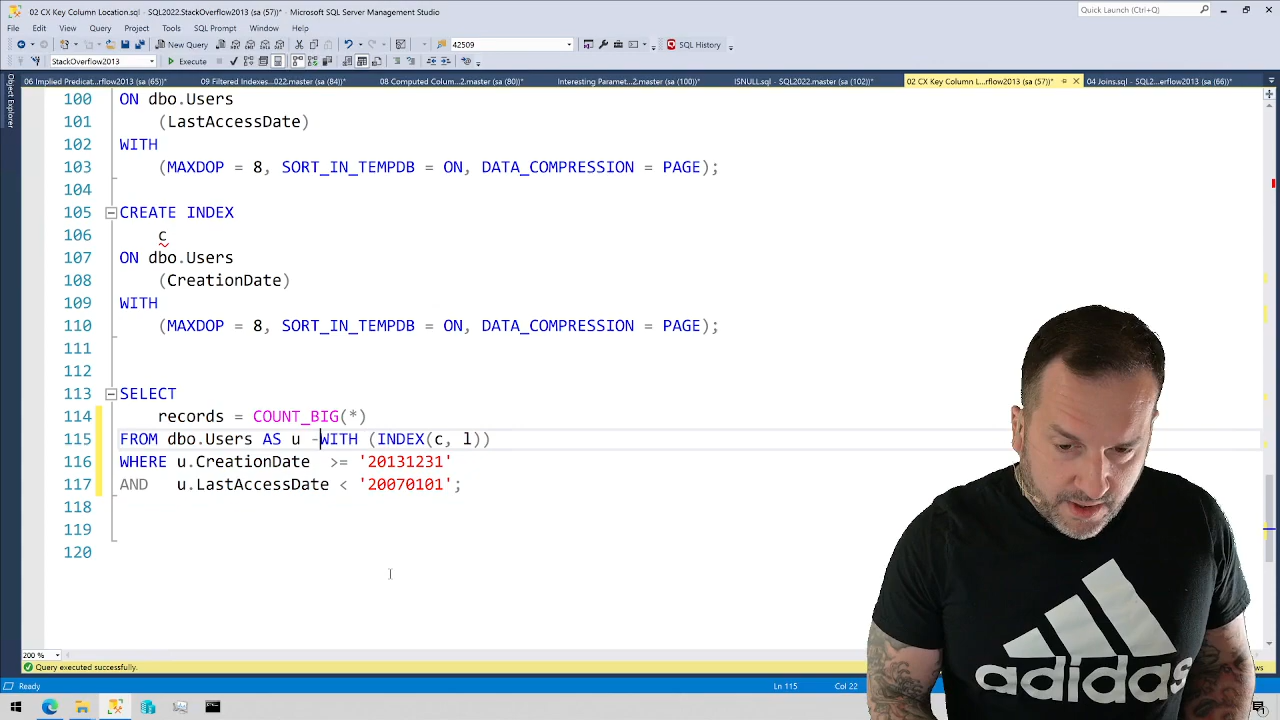 02 CX Key Column Location.sql - SQL2022.StackOverflow2013 (sa (57))* - Microsoft SQL Server Management Studio
Quick Launch (Ctrl+Q)
File Edit View Query Project Tools SQL Prompt Window Help
New Query 42509 SQL History
StackOverflow2013 Execute
06 Implied Predicat...rflow2013 (sa (65)) 09 Filtered Indexes...022.master (sa (84))* 08 Computed Colum...2.master (sa (80))* Interesting Paramet...2.master (sa (100))* ISNULL.sql - SQL2022.master (sa (102))* 02 CX Key Column L...rflow2013 (sa (57))* 04 Joins.sql - SQL2...erflow2013 (sa (66))*
Object Explorer
100 ON dbo.Users
101 (LastAccessDate)
102 WITH
103 (MAXDOP = 8, SORT_IN_TEMPDB = ON, DATA_COMPRESSION = PAGE);
104
105 CREATE INDEX
106 c
107 ON dbo.Users
108 (CreationDate)
109 WITH
110 (MAXDOP = 8, SORT_IN_TEMPDB = ON, DATA_COMPRESSION = PAGE);
111
112
113 SELECT
114 records = COUNT_BIG(*)
115 FROM dbo.Users AS u -WITH (INDEX(c, l))
116 WHERE u.CreationDate >= '20131231'
117 AND u.LastAccessDate < '20070101';
118
119
120
200 %
Query executed successfully.
Ready Ln 115 Col 22
adidas